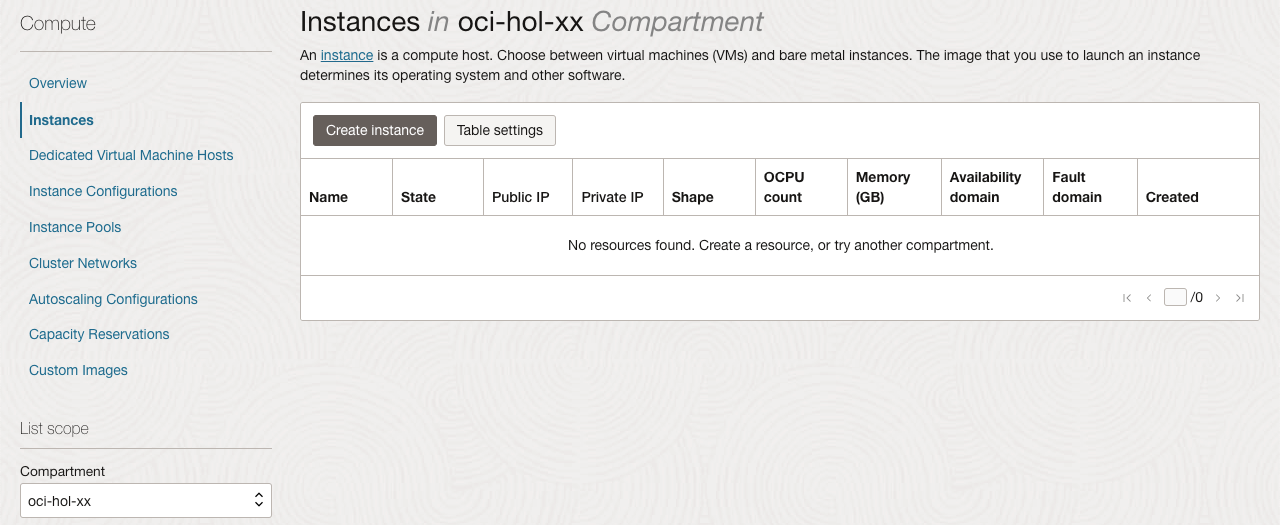 Compute
Overview
Instances
Dedicated Virtual Machine Hosts
Instance Configurations
Instance Pools
Cluster Networks
Autoscaling Configurations
Capacity Reservations
Custom Images
List scope
Compartment
oci-hol-xx
Instances in oci-hol-xx Compartment
An instance is a compute host. Choose between virtual machines (VMs) and bare metal instances. The image that you use to launch an instance
determines its operating system and other software.
Create instance Table settings
Name State Public IP Private IP Shape OCPU count Memory (GB) Availability domain Fault domain Created
No resources found. Create a resource, or try another compartment.
/0